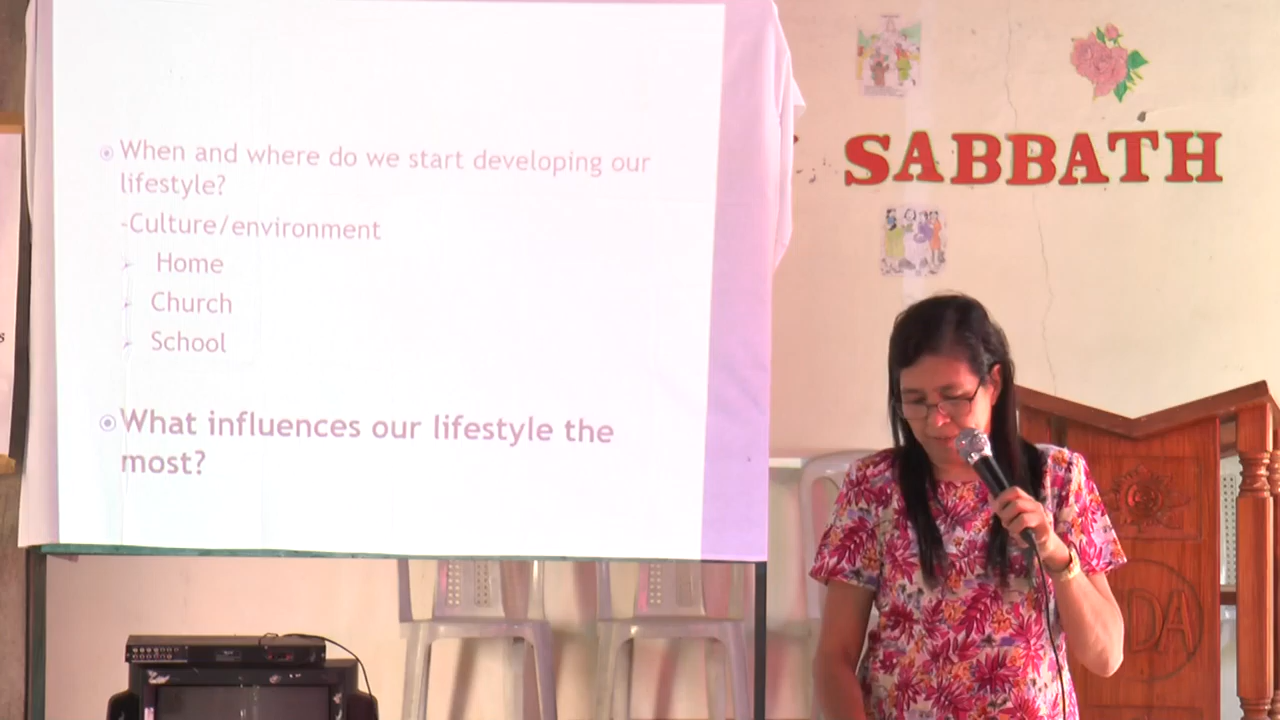 When and where do we start developing our
lifestyle?
-Culture/environment
Home
Church
School
What influences our lifestyle the
most?
SABBATH
DA
s